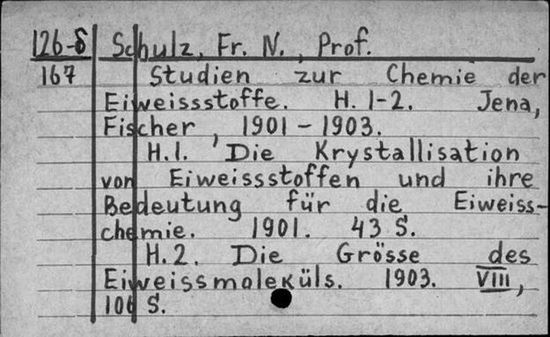 126-δ Schulz, Fr. N., Prof.
167 Studien zur Chemie der
Eiweissstoffe. H. 1-2. Jena,
Fischer, 1901-1903.
H.1. Die Krystallisation
von Eiweissstoffen und ihre
Bedeutung für die Eiweiss-
chemie. 1901. 43 S.
H.2. Die Grösse des
Eiweissmoleküls. 1903. VIII,
106 S.